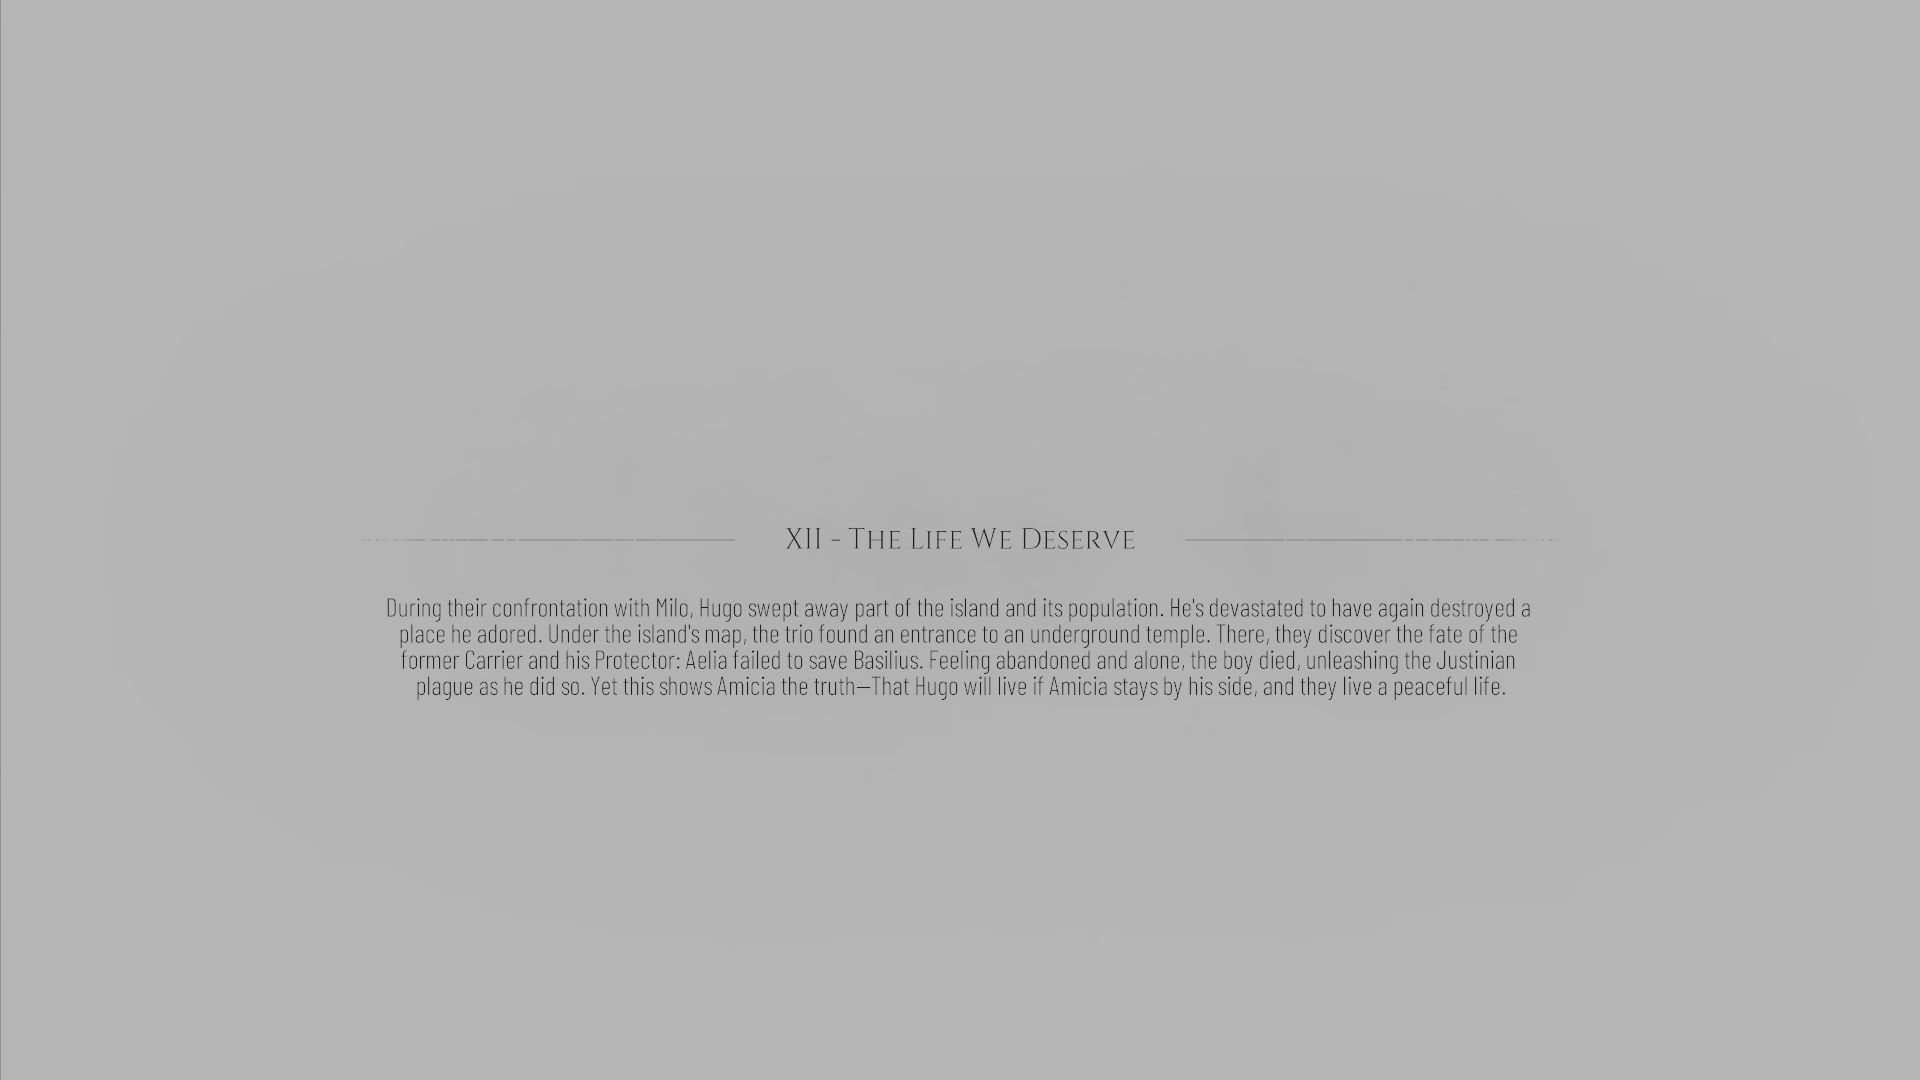 XII - The Life We Deserve
During their confrontation with Milo, Hugo swept away part of the island and its population. He's devastated to have again destroyed a
place he adored. Under the island's map, the trio found an entrance to an underground temple. There, they discover the fate of the
former Carrier and his Protector: Aelia failed to save Basilius. Feeling abandoned and alone, the boy died, unleashing the Justinian
plague as he did so. Yet this shows Amicia the truth—That Hugo will live if Amicia stays by his side, and they live a peaceful life.